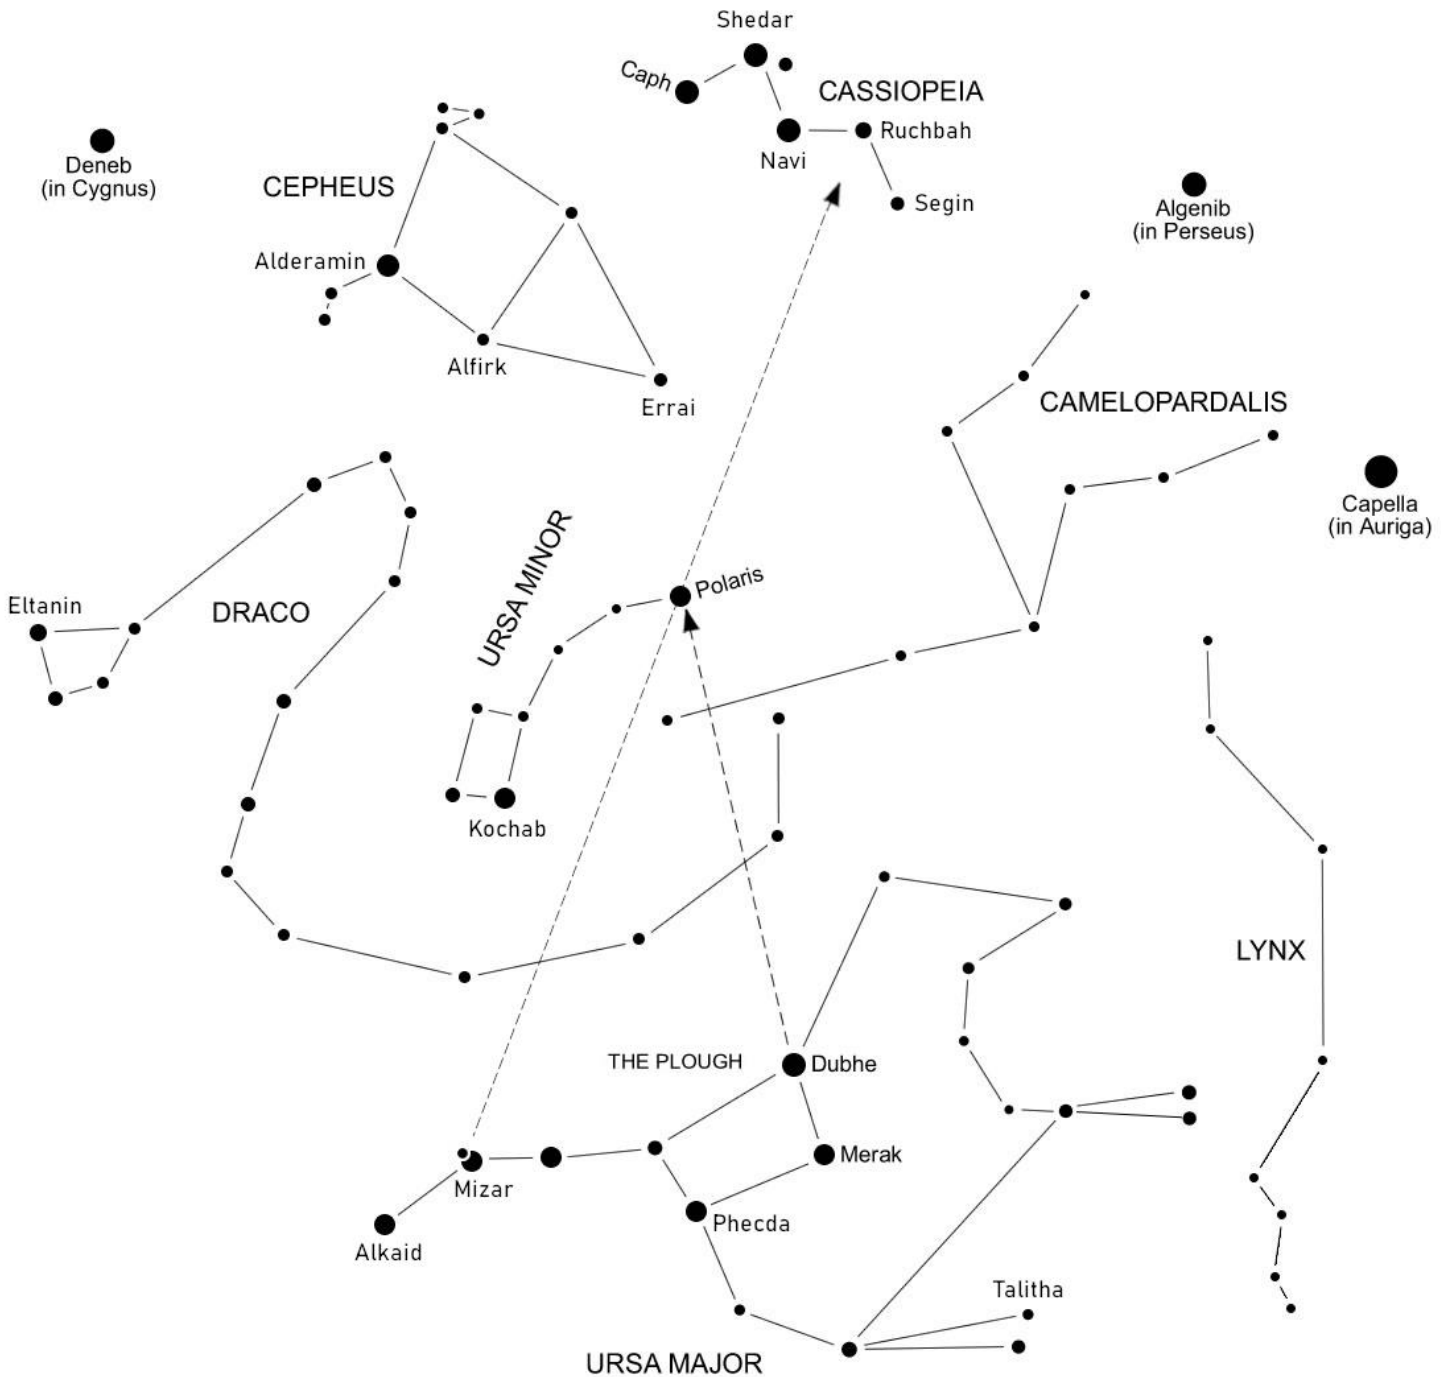 Shedar
Caph
CASSIOPEIA
Ruchbah
Navi
Deneb
(in Cygnus)
CEPHEUS
Segin
Algenib
(in Perseus)
Alderamin
Alfirk
Errai
CAMELOPARDALIS
Capella
(in Auriga)
URSA MINOR
Polaris
Eltanin
DRACO
Kochab
LYNX
THE PLOUGH
Dubhe
Merak
Mizar
Phecda
Alkaid
Talitha
URSA MAJOR